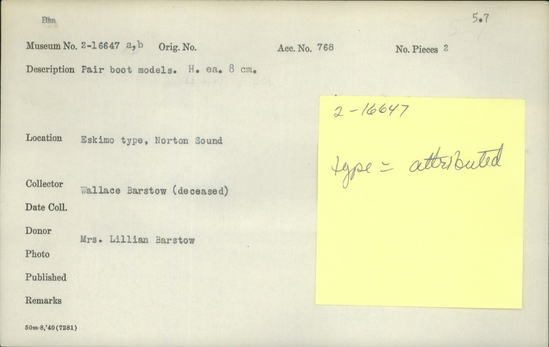 Bin
5.7
Museum No. 2-16647 a,b Orig. No. Acc. No. 768 No. Pieces 2
Description Pair boot models. H. ea. 8 cm.
2-16647
type = attributed
Location Eskimo type, Norton Sound
Collector Wallace Barstow (deceased)
Date Coll.
Donor Mrs. Lillian Barstow
Photo
Published
Remarks
50m-8,'49(7281)